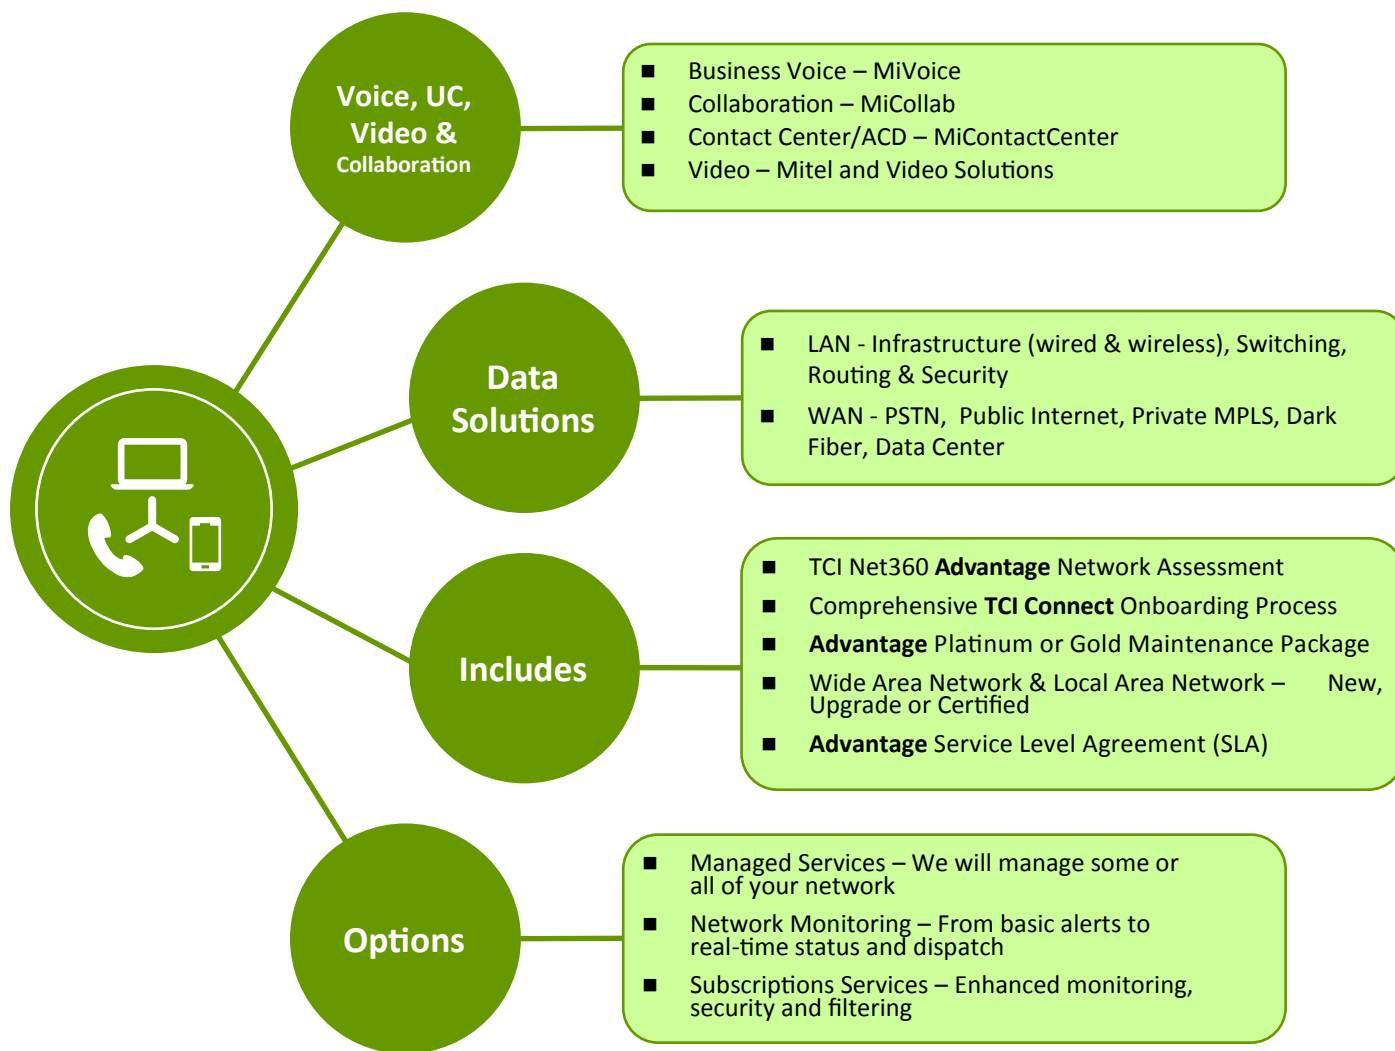 Voice, UC,
Video &
Collaboration
■ Business Voice – MiVoice
■ Collaboration – MiCollab
■ Contact Center/ACD – MiContactCenter
■ Video – Mitel and Video Solutions
Data
Solutions
■ LAN - Infrastructure (wired & wireless), Switching,
Routing & Security
■ WAN - PSTN, Public Internet, Private MPLS, Dark
Fiber, Data Center
Includes
■ TCI Net360 Advantage Network Assessment
■ Comprehensive TCI Connect Onboarding Process
■ Advantage Platinum or Gold Maintenance Package
■ Wide Area Network & Local Area Network – New,
Upgrade or Certified
■ Advantage Service Level Agreement (SLA)
Options
■ Managed Services – We will manage some or
all of your network
■ Network Monitoring – From basic alerts to
real-time status and dispatch
■ Subscriptions Services – Enhanced monitoring,
security and filtering